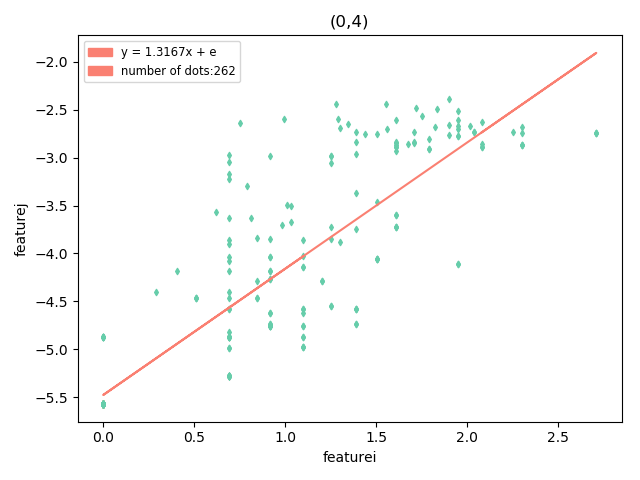 (0,4)
y = 1.3167x + e
number of dots:262
−2.0
−2.5
−3.0
−3.5
−4.0
−4.5
−5.0
−5.5
featurej
0.0 0.5 1.0 1.5 2.0 2.5
featurei